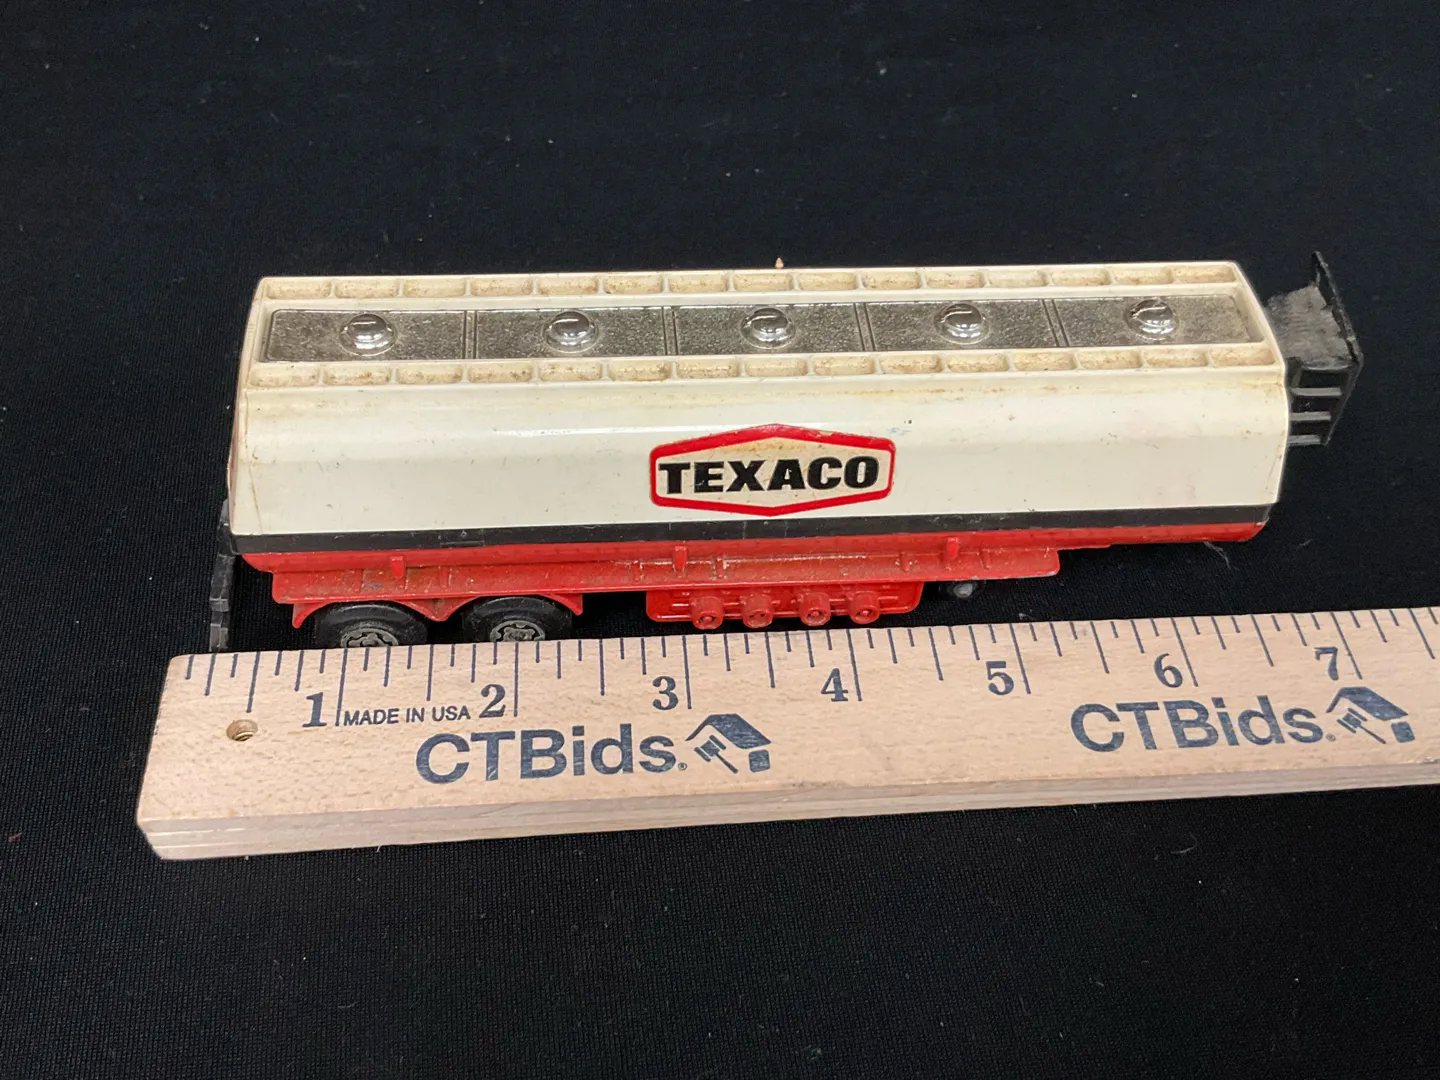 TEXACO
1 2 3 4 5 6 7
MADE IN USA
CTBids. CTBids.